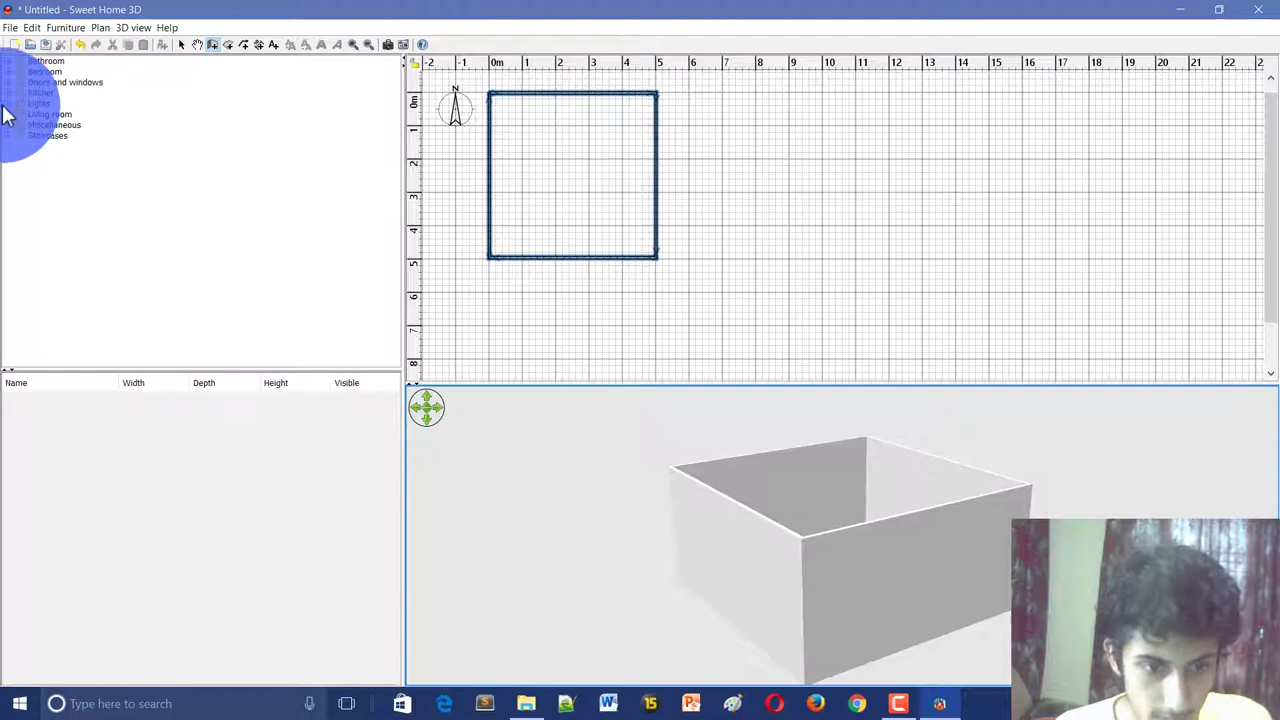 * Untitled - Sweet Home 3D
File Edit Furniture Plan 3D view Help
Bathroom
Bedroom
Doors and windows
Kitchen
Lights
Living room
Miscellaneous
Staircases
-2 -1 0m 1 2 3 4 5 6 7 8 9 10 11 12 13 14 15 16 17 18 19 20 21 22 2
N
0m
1
2
3
4
5
6
7
8
Name Width Depth Height Visible
Type here to search
15